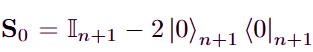 𝐒₀ = 𝕀ₙ₊₁ − 2 |0⟩ₙ₊₁ ⟨0|ₙ₊₁